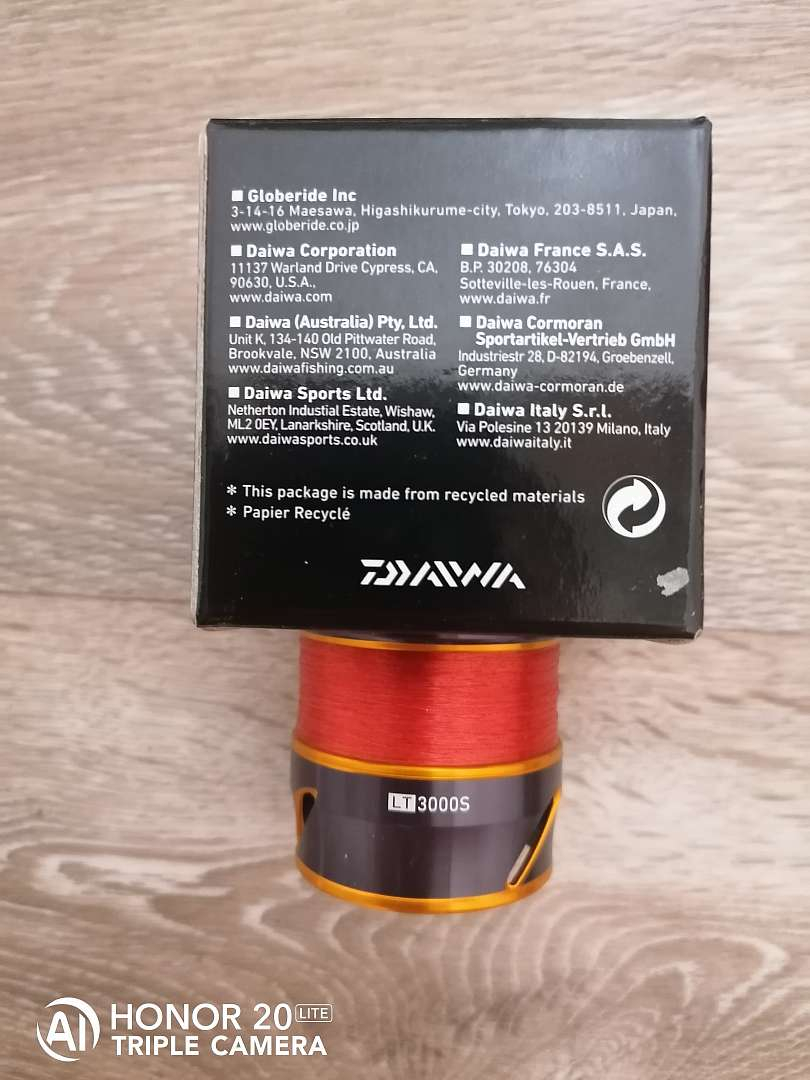 ■ Globeride Inc
3-14-16 Maesawa, Higashikurume-city, Tokyo, 203-8511, Japan,
www.globeride.co.jp
■ Daiwa Corporation
11137 Warland Drive Cypress, CA,
90630, U.S.A.,
www.daiwa.com
■ Daiwa (Australia) Pty, Ltd.
Unit K, 134-140 Old Pittwater Road,
Brookvale, NSW 2100, Australia
www.daiwafishing.com.au
■ Daiwa Sports Ltd.
Netherton Industial Estate, Wishaw,
ML2 0EY, Lanarkshire, Scotland, U.K.
www.daiwasports.co.uk
■ Daiwa France S.A.S.
B.P. 30208, 76304
Sotteville-les-Rouen, France,
www.daiwa.fr
■ Daiwa Cormoran
Sportartikel-Vertrieb GmbH
Industriestr 28, D-82194, Groebenzell,
Germany
www.daiwa-cormoran.de
■ Daiwa Italy S.r.l.
Via Polesine 13 20139 Milano, Italy
www.daiwaitaly.it
* This package is made from recycled materials
* Papier Recyclé
DAIWA
LT 3000S
AI HONOR 20 LITE
TRIPLE CAMERA